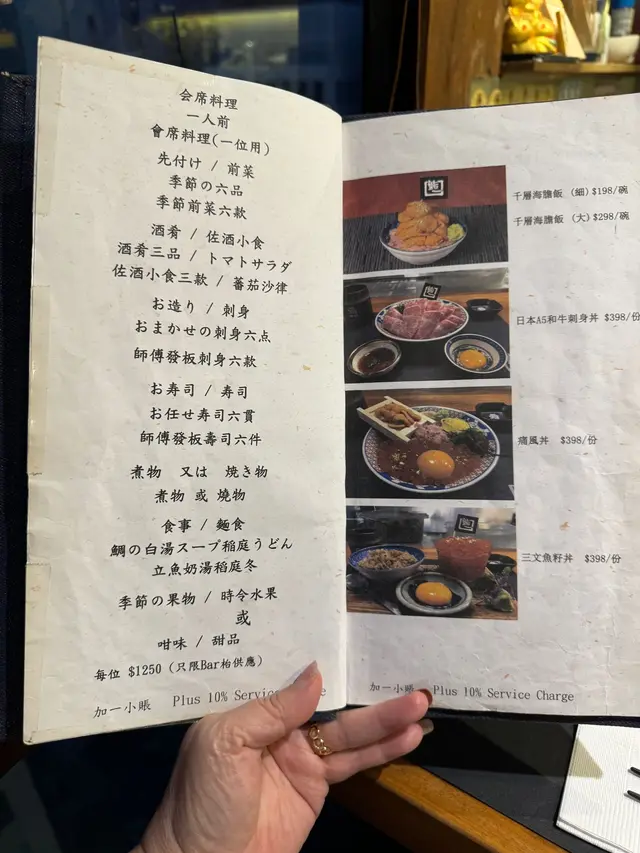 会席料理
一人前
會席料理(一位用)
先付け / 前菜
季節の六品
季節前菜六款
酒肴 / 佐酒小食
酒肴三品 / トマトサラダ
佐酒小食三款 / 蕃茄沙律
お造り / 刺身
おまかせの刺身六点
師傅發板刺身六款
お寿司 / 寿司
お任せ寿司六貫
師傅發板壽司六件
煮物 又は 焼き物
煮物 或 燒物
食事 / 麵食
鯛の白湯スープ稲庭うどん
立魚奶湯稲庭冬
季節の果物 / 時令水果
或
咁味 / 甜品
每位 $1250 (只限Bar枱供應)
加一小賬 Plus 10% Service
千層海膽飯 (細) $198/碗
千層海膽飯 (大) $298/碗
日本A5和牛刺身丼 $398/份
痛風丼 $398/份
三文魚籽丼 $398/份
加一小賬 Plus 10% Service Charge